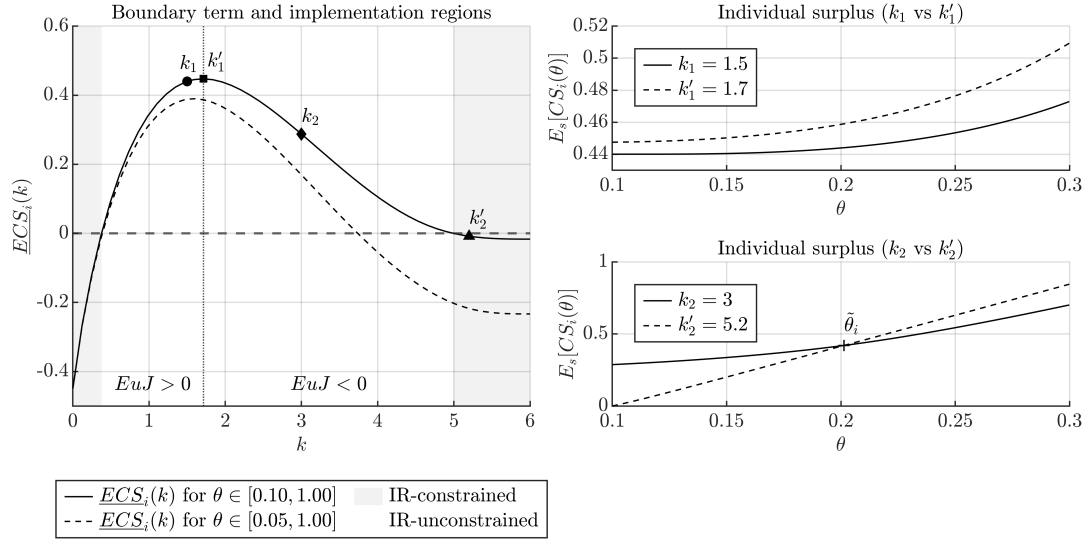 Boundary term and implementation regions
0.6
0.4
0.2
0
-0.2
-0.4
ECS_i(k)
k_1
k'_1
k_2
k'_2
EuJ > 0
EuJ < 0
0 1 2 3 4 5 6
k
ECS_i(k) for θ ∈ [0.10, 1.00]
ECS_i(k) for θ ∈ [0.05, 1.00]
IR-constrained
IR-unconstrained
Individual surplus (k_1 vs k'_1)
0.52
0.5
0.48
0.46
0.44
E_s[CS_i(θ)]
k_1 = 1.5
k'_1 = 1.7
0.1 0.15 0.2 0.25 0.3
θ
Individual surplus (k_2 vs k'_2)
1
0.5
0
E_s[CS_i(θ)]
k_2 = 3
k'_2 = 5.2
θ̃_i
0.1 0.15 0.2 0.25 0.3
θ